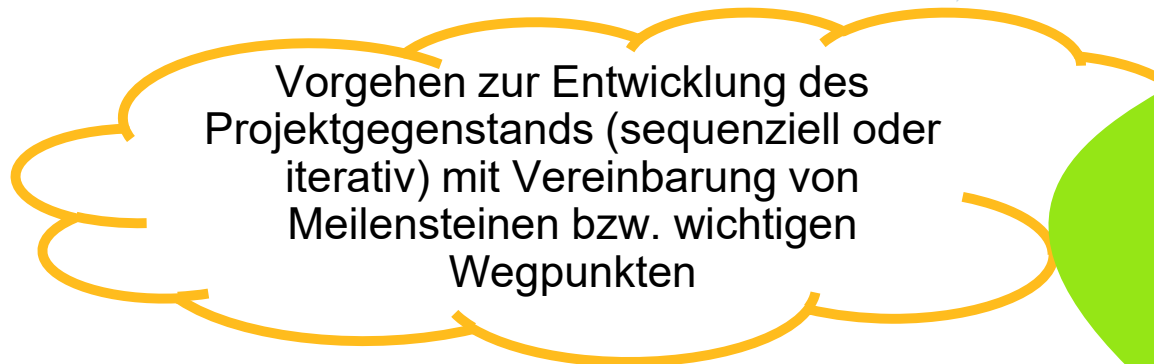 Vorgehen zur Entwicklung des
Projektgegenstands (sequenziell oder
iterativ) mit Vereinbarung von
Meilensteinen bzw. wichtigen
Wegpunkten